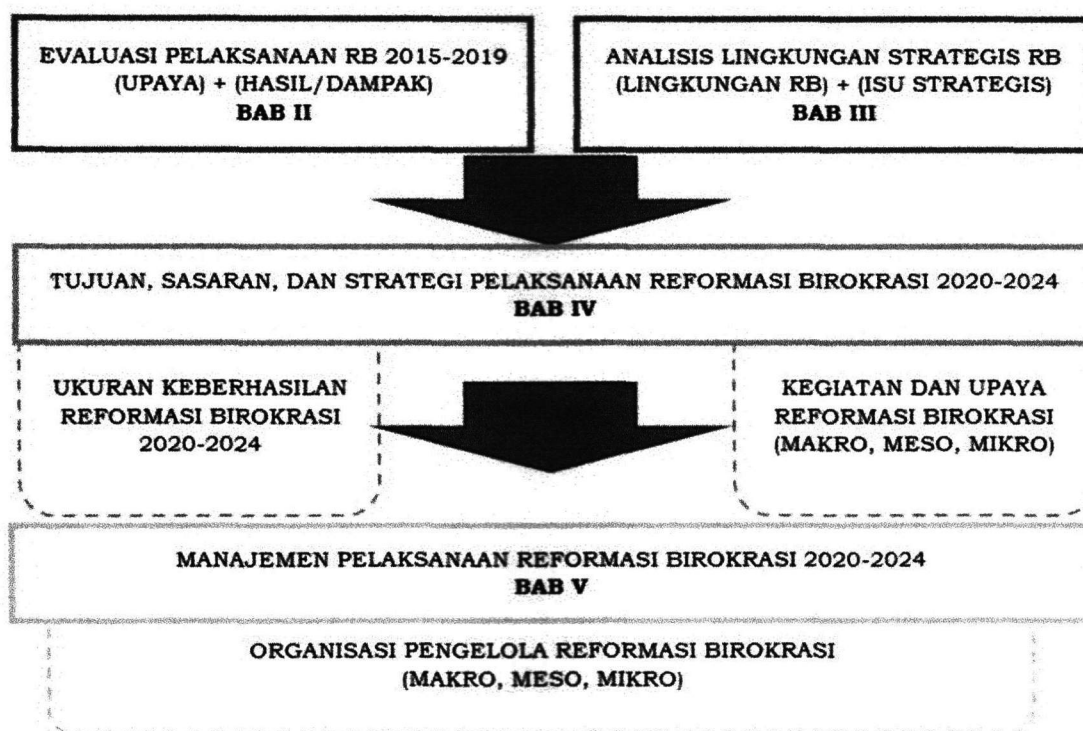 EVALUASI PELAKSANAAN RB 2015-2019
(UPAYA) + (HASIL/DAMPAK)
BAB II
ANALISIS LINGKUNGAN STRATEGIS RB
(LINGKUNGAN RB) + (ISU STRATEGIS)
BAB III
TUJUAN, SASARAN, DAN STRATEGI PELAKSANAAN REFORMASI BIROKRASI 2020-2024
BAB IV
UKURAN KEBERHASILAN
REFORMASI BIROKRASI
2020-2024
KEGIATAN DAN UPAYA
REFORMASI BIROKRASI
(MAKRO, MESO, MIKRO)
MANAJEMEN PELAKSANAAN REFORMASI BIROKRASI 2020-2024
BAB V
ORGANISASI PENGELOLA REFORMASI BIROKRASI
(MAKRO, MESO, MIKRO)